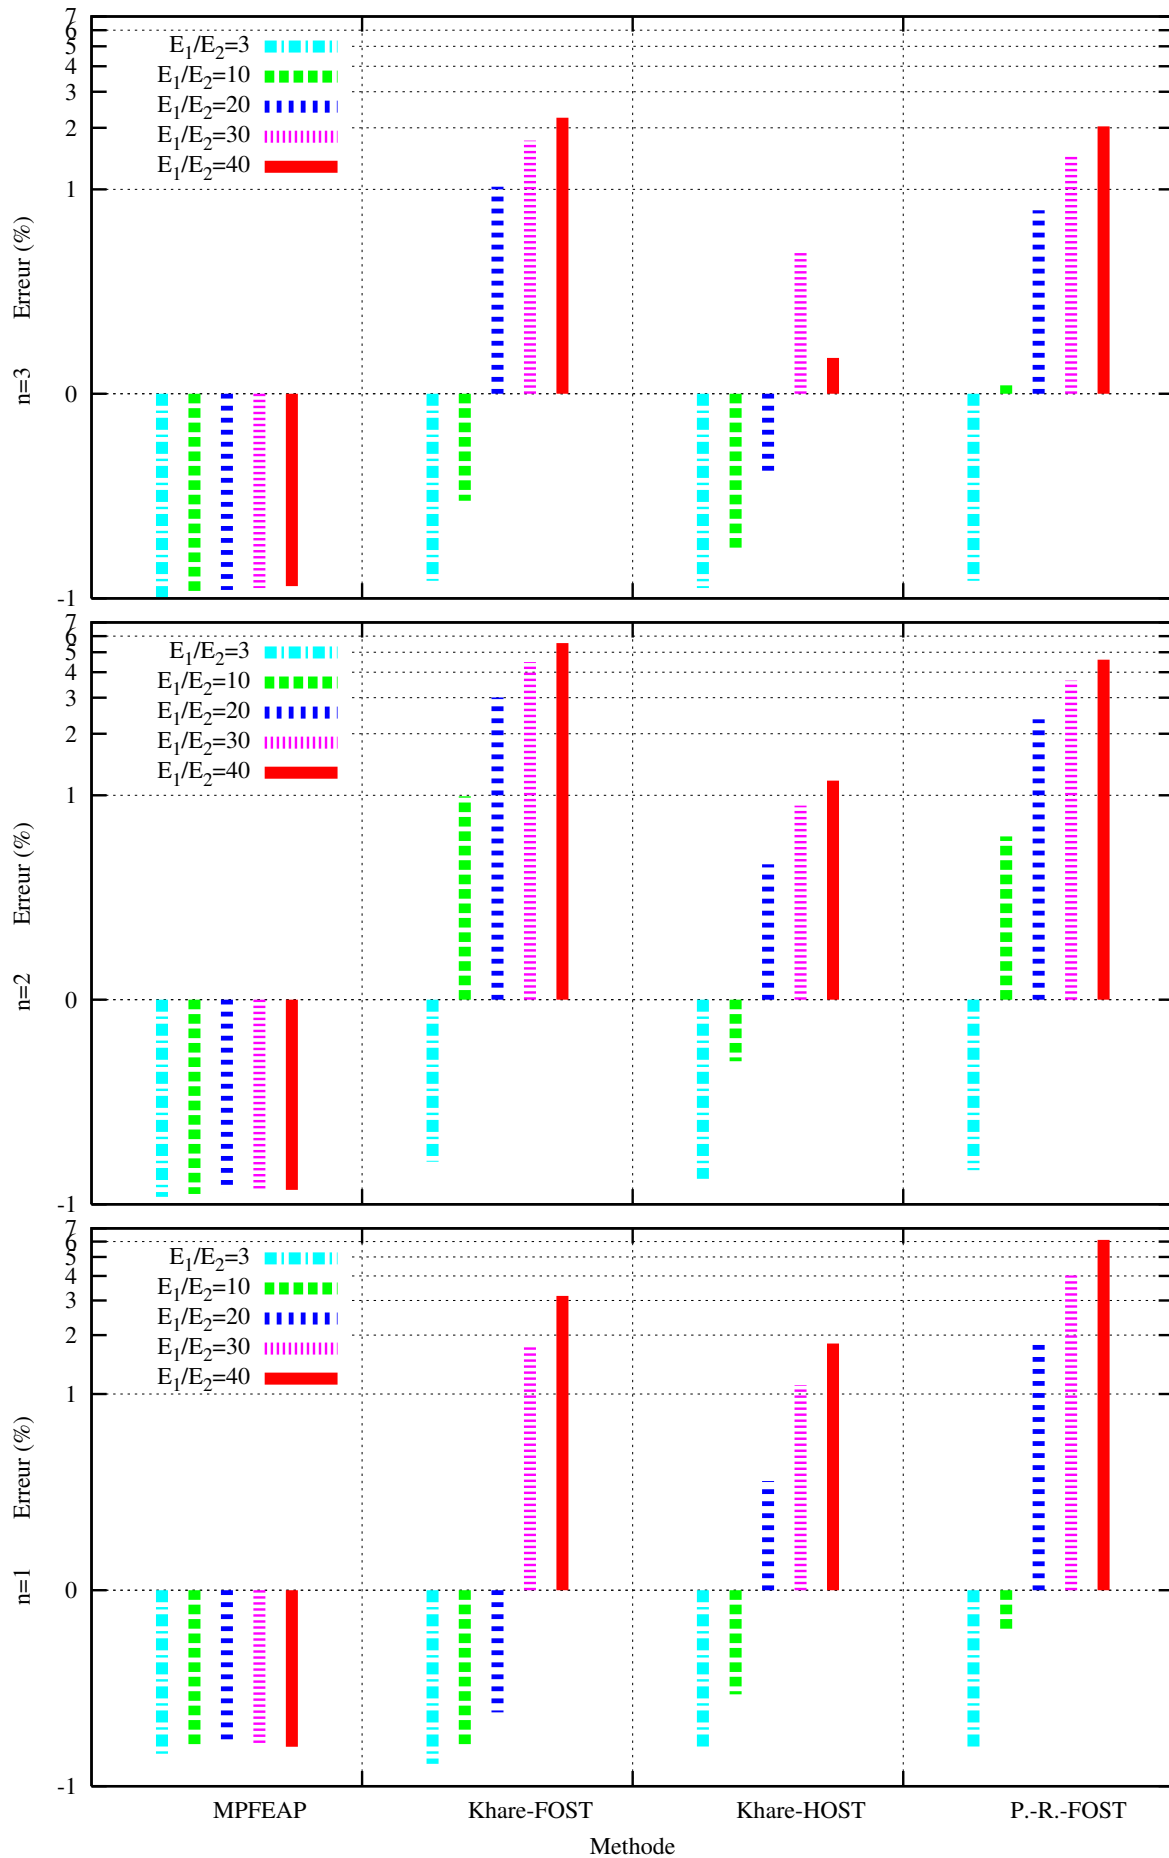 7
6
5
4
3
2
1
0
-1
Erreur (%)
n=3
E1/E2=3
E1/E2=10
E1/E2=20
E1/E2=30
E1/E2=40
7
6
5
4
3
2
1
0
-1
Erreur (%)
n=2
E1/E2=3
E1/E2=10
E1/E2=20
E1/E2=30
E1/E2=40
7
6
5
4
3
2
1
0
-1
Erreur (%)
n=1
E1/E2=3
E1/E2=10
E1/E2=20
E1/E2=30
E1/E2=40
MPFEAP
Khare-FOST
Khare-HOST
P.-R.-FOST
Methode